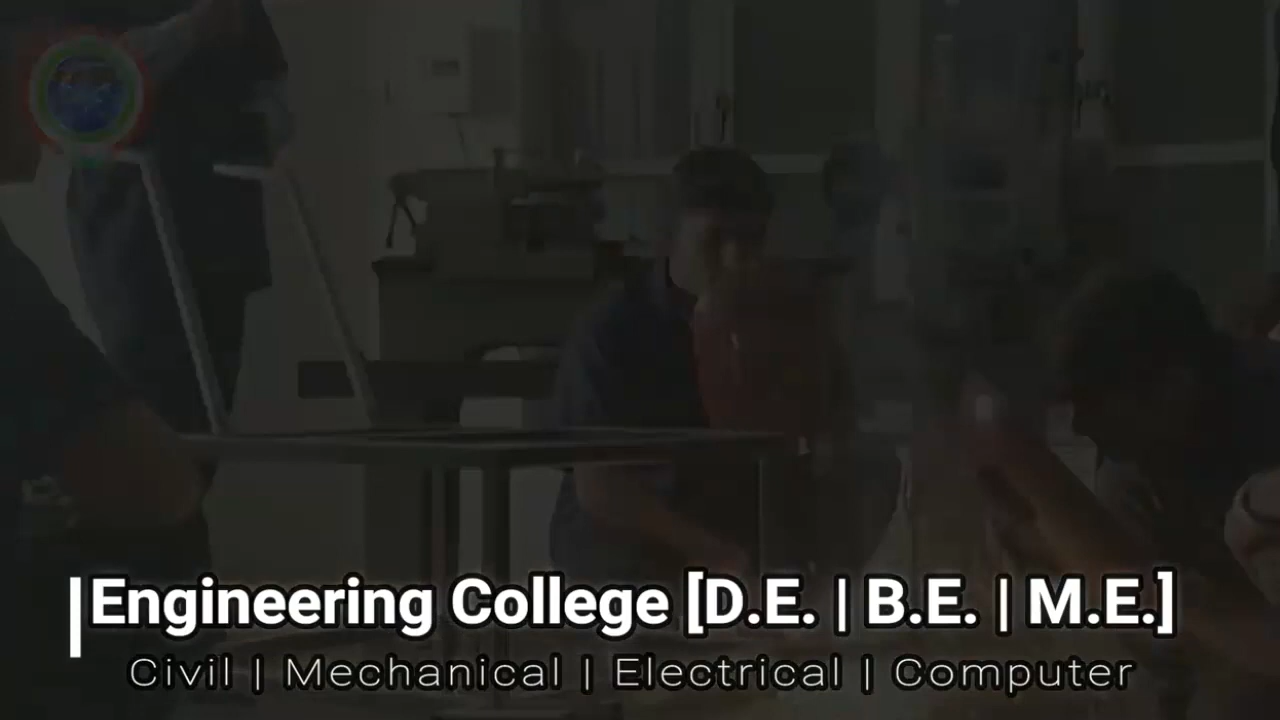 Engineering College [D.E. | B.E. | M.E.]
Civil | Mechanical | Electrical | Computer